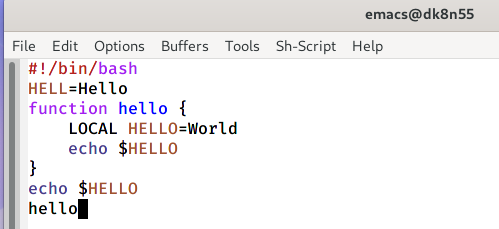 emacs@dk8n55
File Edit Options Buffers Tools Sh-Script Help
#!/bin/bash
HELL=Hello
function hello {
    LOCAL HELLO=World
    echo $HELLO
}
echo $HELLO
hello